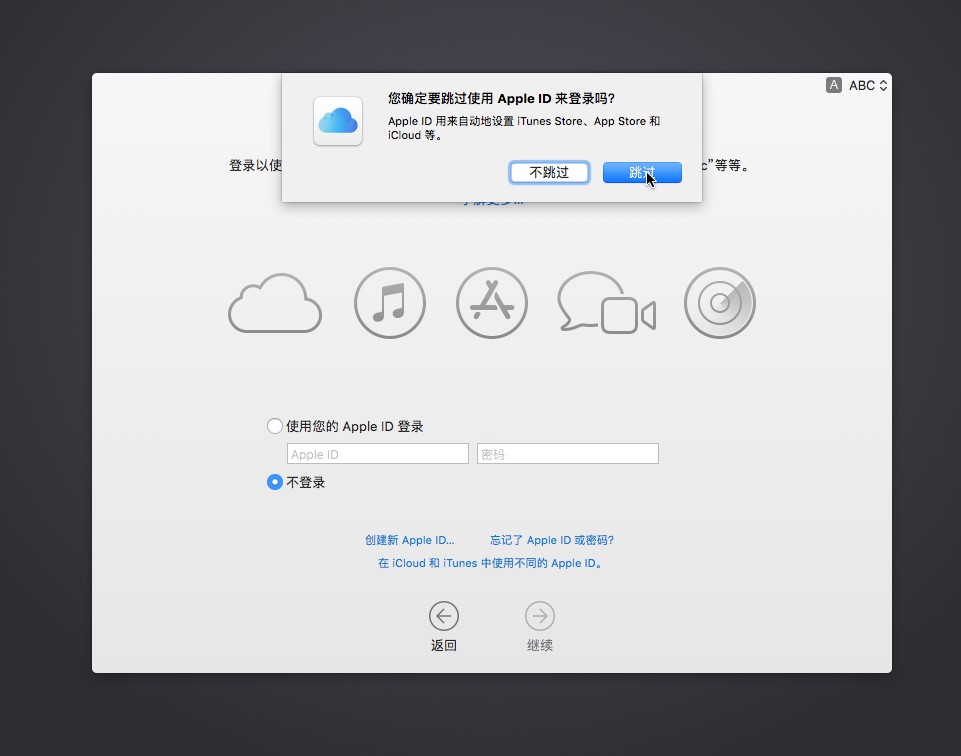 A ABC
您确定要跳过使用 Apple ID 来登录吗?
Apple ID 用来自动地设置 iTunes Store、App Store 和
iCloud 等。
登录以使
c”等等。
不跳过 跳过
了解更多...
使用您的 Apple ID 登录
Apple ID 密码
不登录
创建新 Apple ID... 忘记了 Apple ID 或密码?
在 iCloud 和 iTunes 中使用不同的 Apple ID。
返回 继续